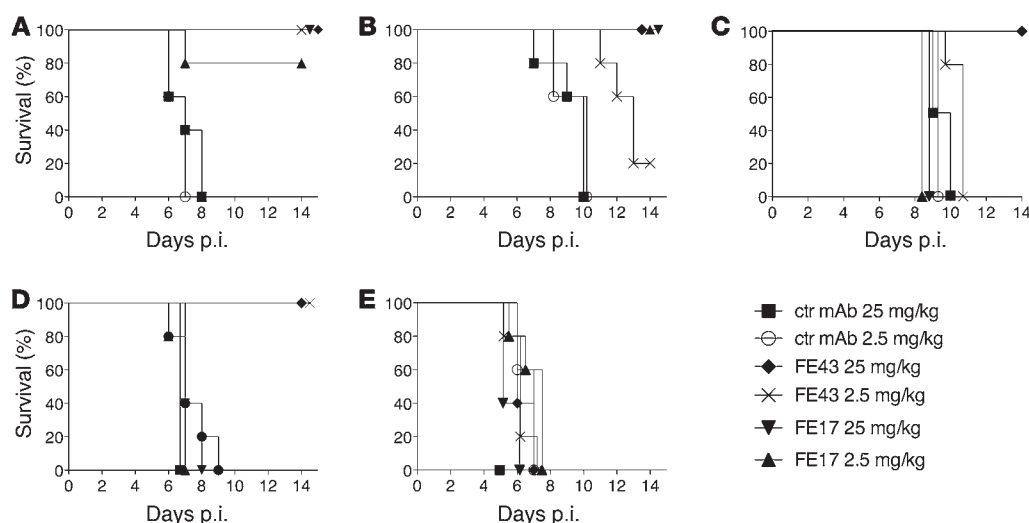 A
B
C
Survival (%)
100
80
60
40
20
0
0 2 4 6 8 10 12 14
Days p.i.
100
80
60
40
20
0
0 2 4 6 8 10 12 14
Days p.i.
100
80
60
40
20
0
0 2 4 6 8 10 12 14
Days p.i.
D
E
Survival (%)
100
80
60
40
20
0
0 2 4 6 8 10 12 14
Days p.i.
100
80
60
40
20
0
0 2 4 6 8 10 12 14
Days p.i.
ctr mAb 25 mg/kg
ctr mAb 2.5 mg/kg
FE43 25 mg/kg
FE43 2.5 mg/kg
FE17 25 mg/kg
FE17 2.5 mg/kg